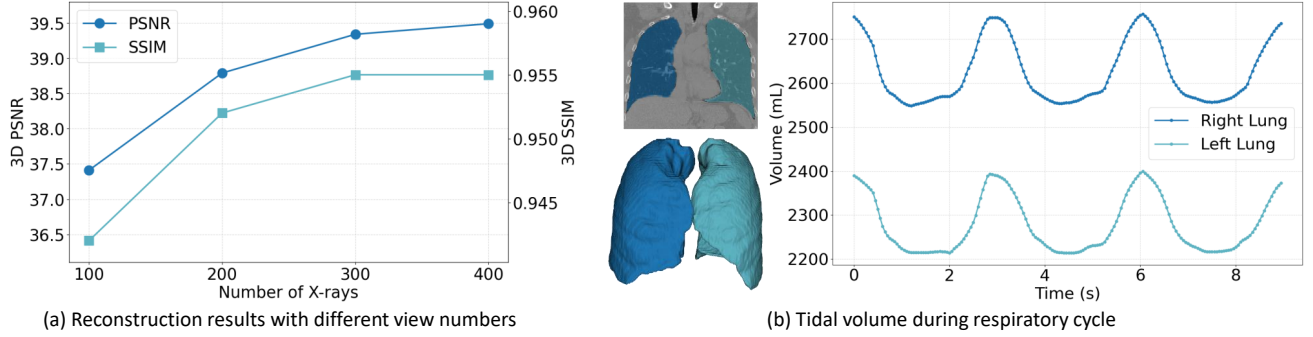 39.5
39.0
38.5
38.0
37.5
37.0
36.5
3D PSNR
PSNR
SSIM
0.960
0.955
0.950
0.945
3D SSIM
100
200
300
400
Number of X-rays
(a) Reconstruction results with different view numbers
2700
2600
2500
2400
2300
2200
Volume (mL)
Right Lung
Left Lung
0
2
4
6
8
Time (s)
(b) Tidal volume during respiratory cycle